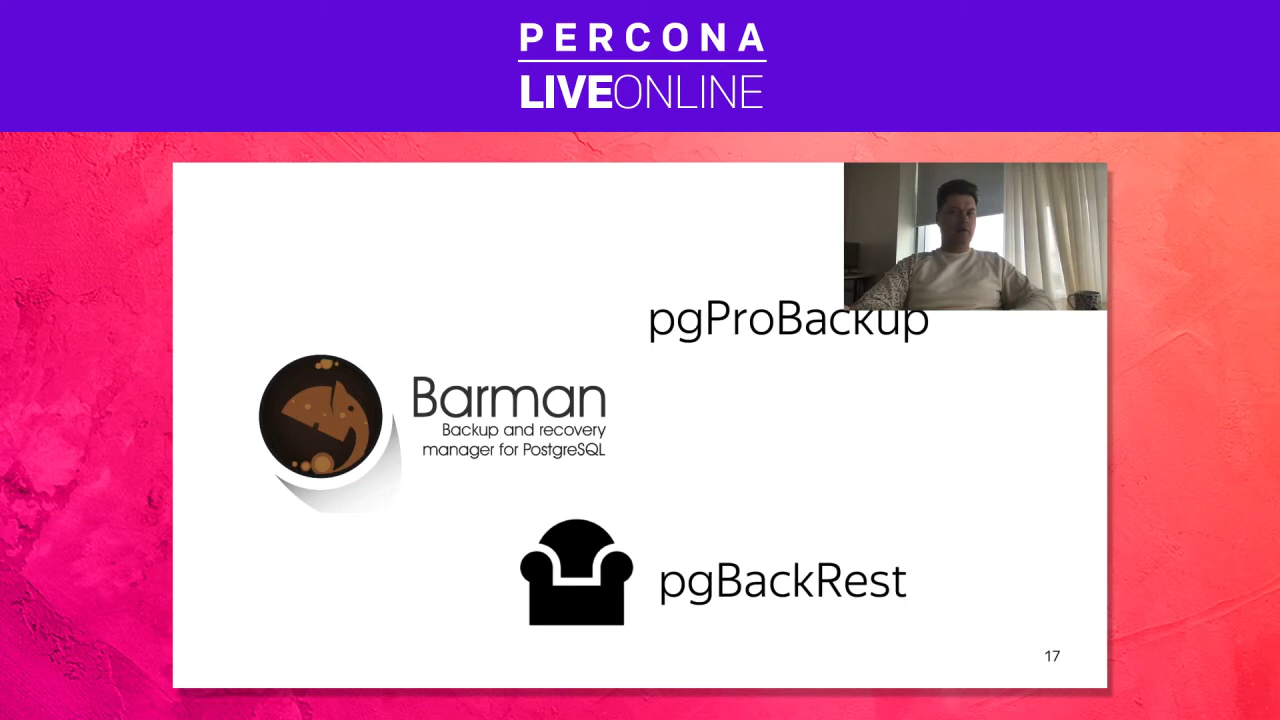 PERCONA
LIVEONLINE
pgProBackup
Barman
Backup and recovery
manager for PostgreSQL
pgBackRest
17